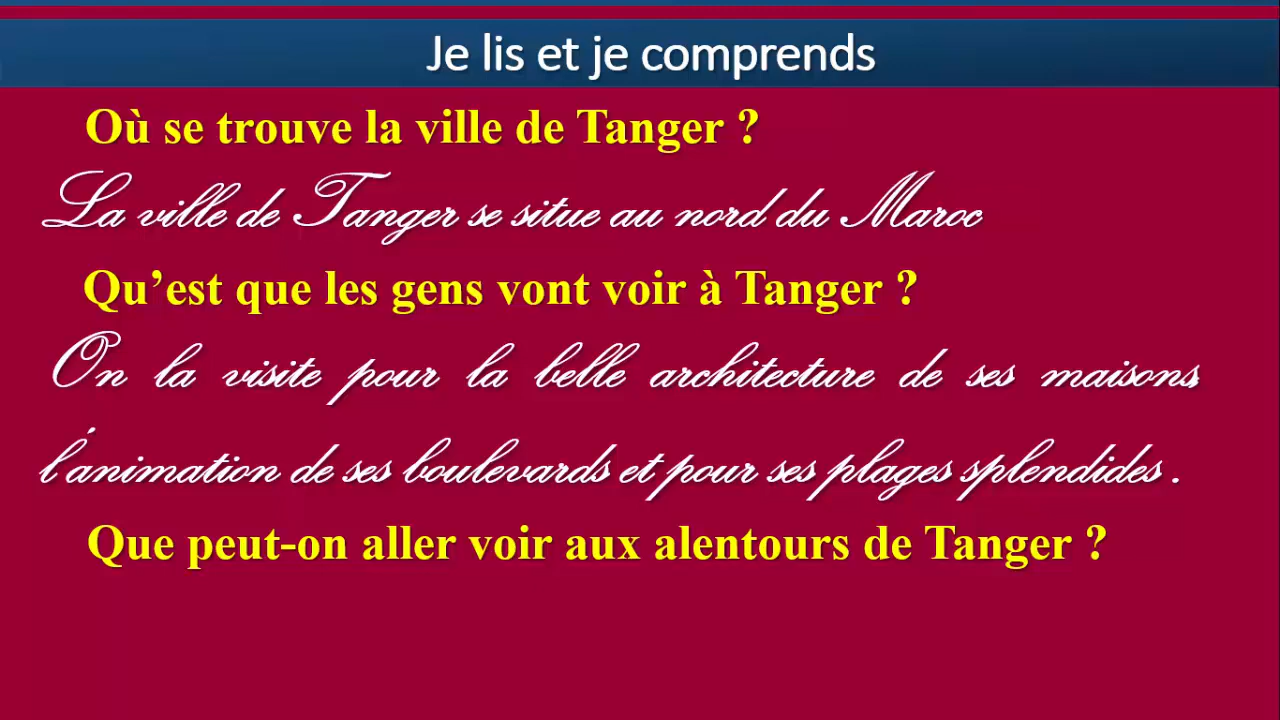 Je lis et je comprends
Où se trouve la ville de Tanger ?
La ville de Tanger se situe au nord du Maroc
Qu’est que les gens vont voir à Tanger ?
On la visite pour la belle architecture de ses maisons,
l’animation de ses boulevards et pour ses plages splendides .
Que peut-on aller voir aux alentours de Tanger ?